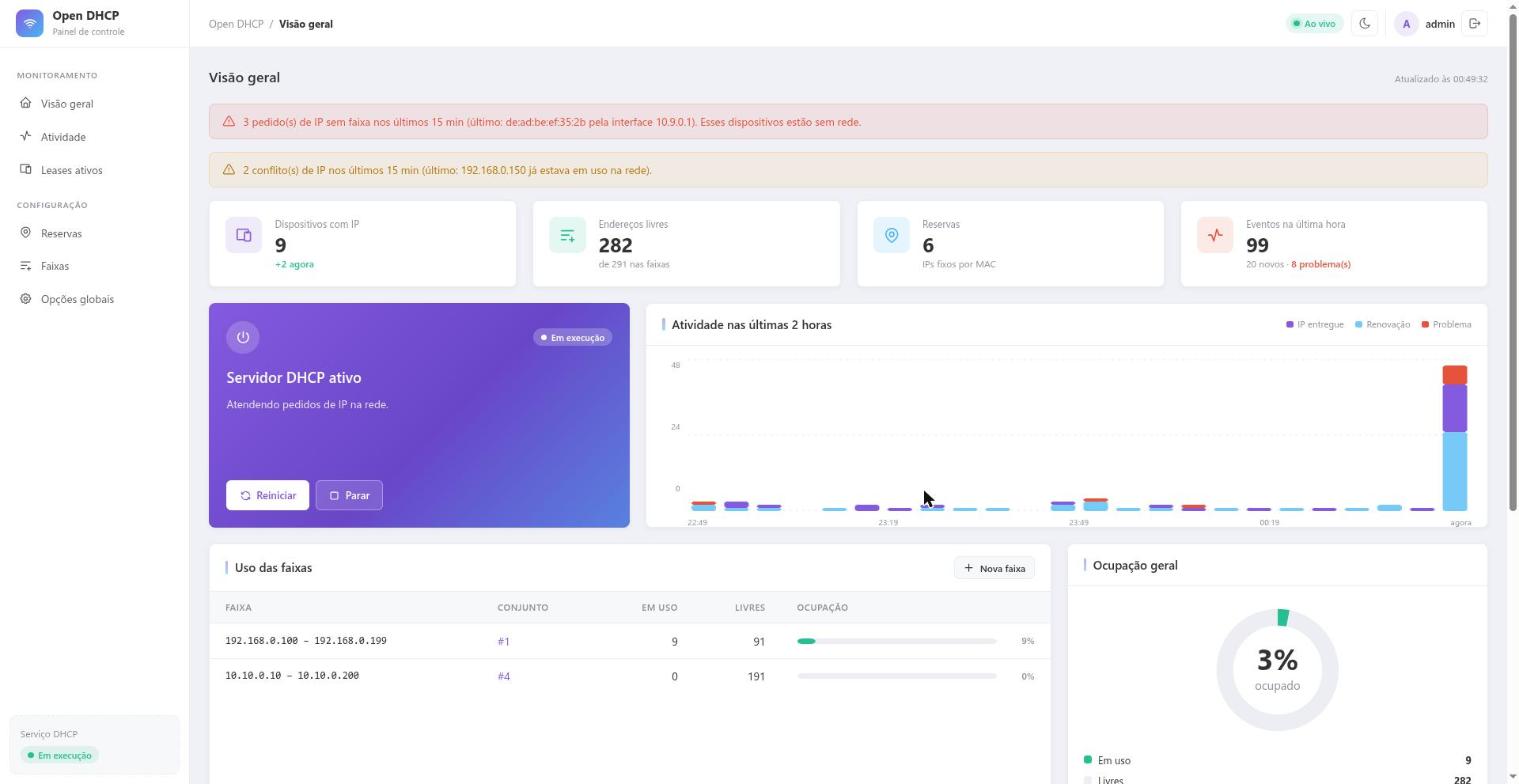 Open DHCP
Painel de controle
MONITORAMENTO
Visão geral
Atividade
Leases ativos
CONFIGURAÇÃO
Reservas
Faixas
Opções globais
Serviço DHCP
Em execução
Open DHCP / Visão geral
Ao vivo
A
admin
Visão geral
Atualizado às 00:49:32
3 pedido(s) de IP sem faixa nos últimos 15 min (último: de:ad:be:ef:35:2b pela interface 10.9.0.1). Esses dispositivos estão sem rede.
2 conflito(s) de IP nos últimos 15 min (último: 192.168.0.150 já estava em uso na rede).
Dispositivos com IP
9
+2 agora
Endereços livres
282
de 291 nas faixas
Reservas
6
IPs fixos por MAC
Eventos na última hora
99
20 novos · 8 problema(s)
Em execução
Servidor DHCP ativo
Atendendo pedidos de IP na rede.
Reiniciar
Parar
Atividade nas últimas 2 horas
IP entregue
Renovação
Problema
48
24
0
22:49
23:19
23:49
00:19
agora
Uso das faixas
Nova faixa
FAIXA CONJUNTO EM USO LIVRES OCUPAÇÃO
192.168.0.100 – 192.168.0.199 #1 9 91 9%
10.10.0.10 – 10.10.0.200 #4 0 191 0%
Ocupação geral
3%
ocupado
Em uso 9
Livres 282